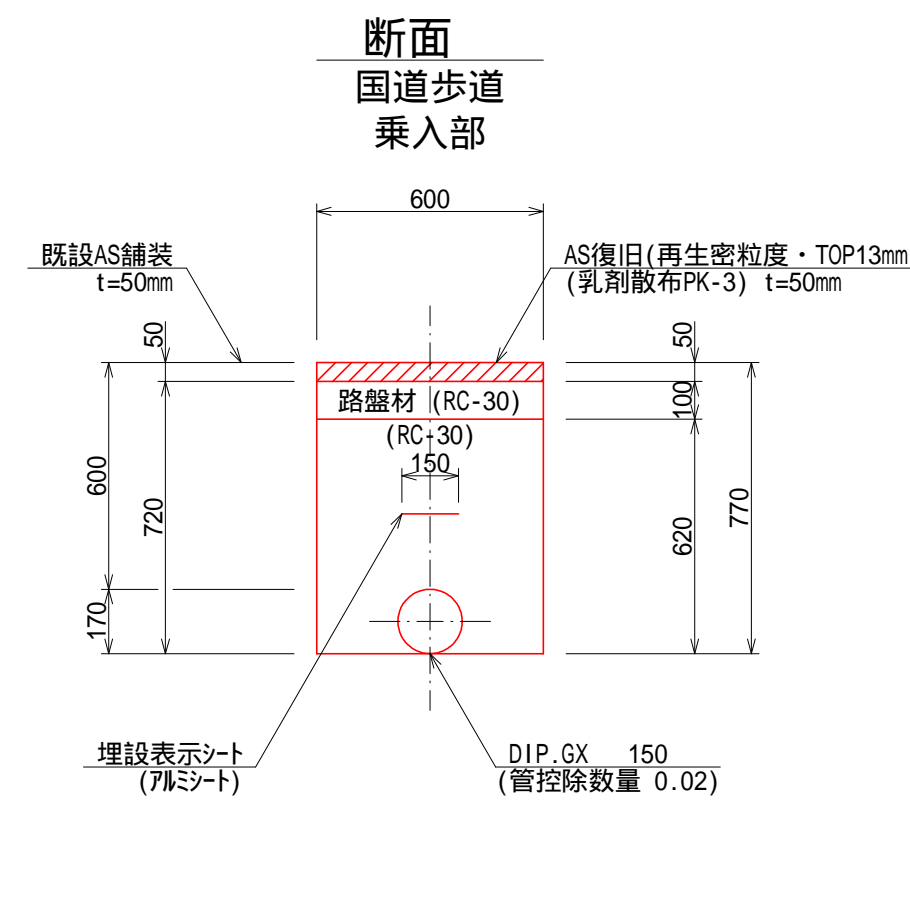 断面
国道歩道
乗入部
600
既設AS舗装
t=50mm
AS復旧(再生密粒度・TOP13mm
(乳剤散布PK-3) t=50mm
50
50
100
路盤材 (RC-30)
(RC-30)
150
600
720
620
770
170
埋設表示シート
(アルミシート)
DIP.GX 150
(管控除数量 0.02)